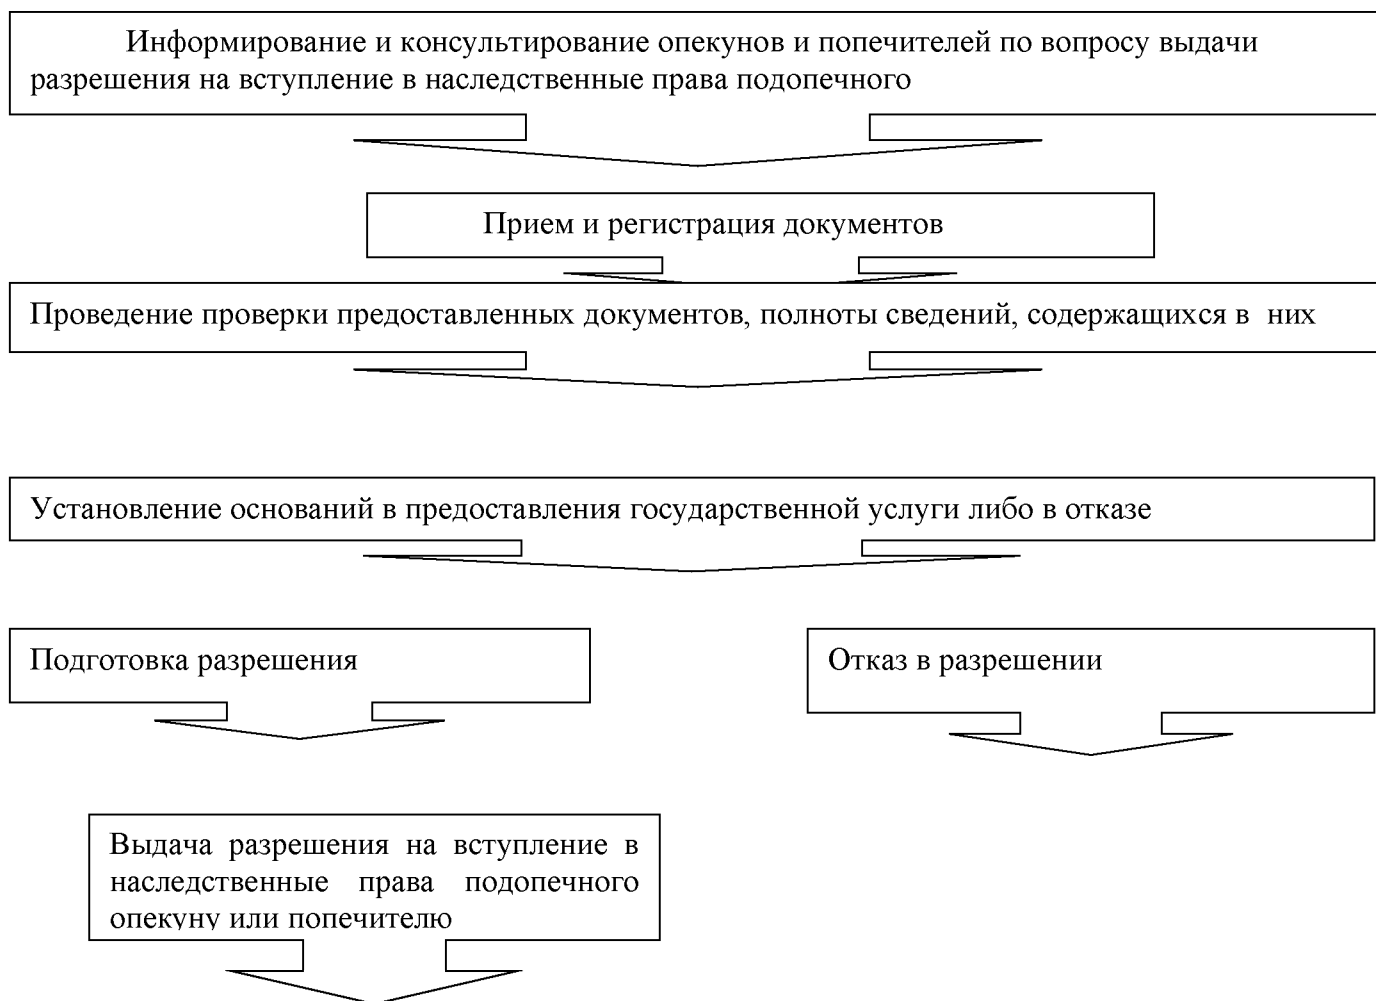 Информирование и консультирование опекунов и попечителей по вопросу выдачи
разрешения на вступление в наследственные права подопечного
Прием и регистрация документов
Проведение проверки предоставленных документов, полноты сведений, содержащихся в них
Установление оснований в предоставления государственной услуги либо в отказе
Подготовка разрешения
Отказ в разрешении
Выдача разрешения на вступление в
наследственные права подопечного
опекуну или попечителю